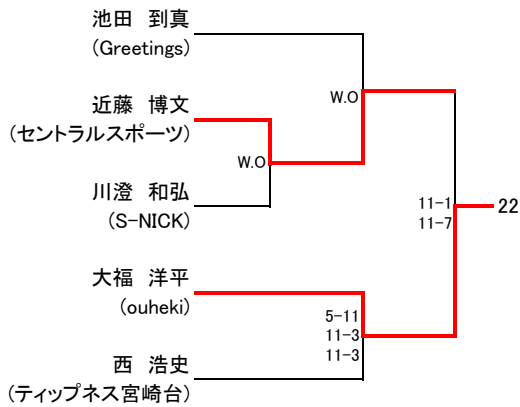 池田　到真
(Greetings)
W.O
近藤　博文
(セントラルスポーツ)
W.O
川澄　和弘
(S-NICK)
11-1
11-7
22
大福　洋平
(ouheki)
5-11
11-3
11-3
西　浩史
(ティップネス宮崎台)